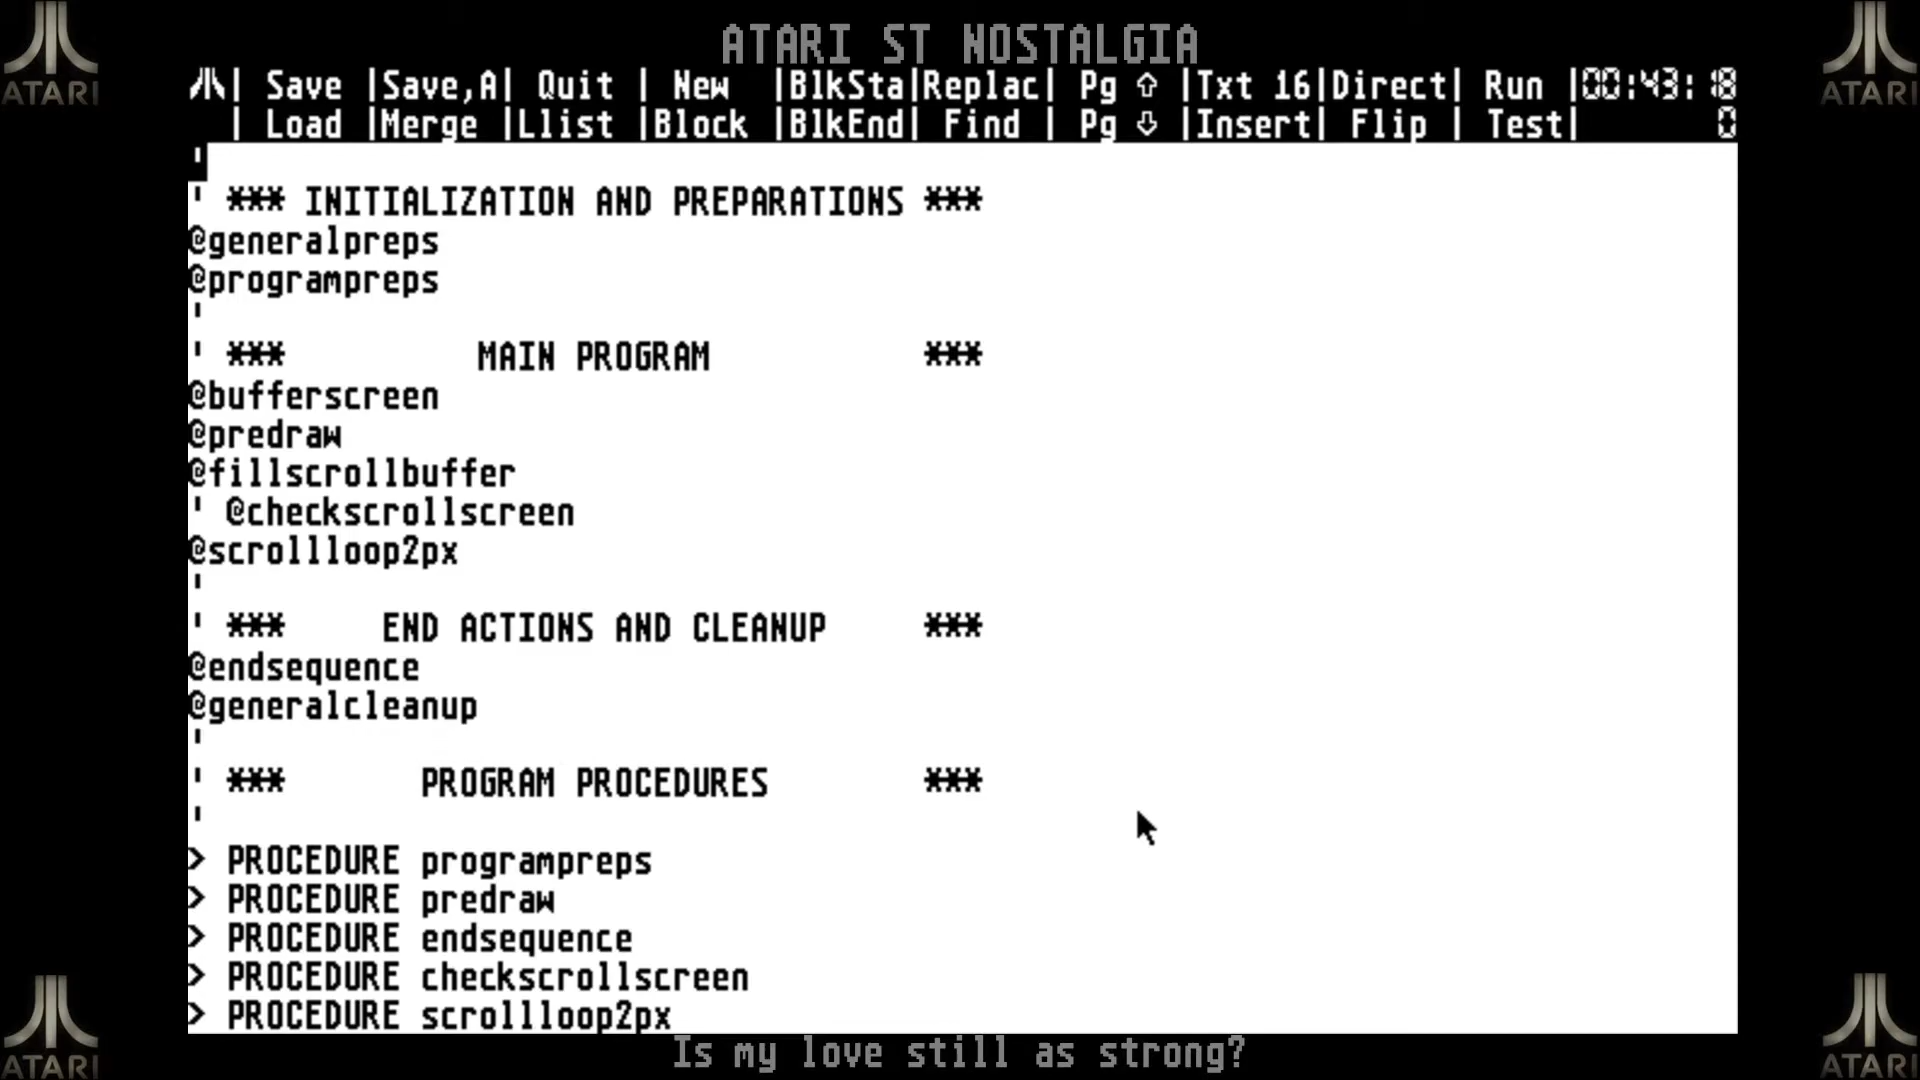 ATARI ST NOSTALGIA
ATARI
ATARI
| Save |Save,A| Quit | New |BlkSta|Replac| Pg ⇧ |Txt 16|Direct| Run |00:43:18
| Load |Merge |Llist |Block |BlkEnd| Find | Pg ⇩ |Insert| Flip | Test| 0
'
' *** INITIALIZATION AND PREPARATIONS ***
@generalpreps
@programpreps
'
' *** MAIN PROGRAM ***
@bufferscreen
@predraw
@fillscrollbuffer
' @checkscrollscreen
@scrollloop2px
'
' *** END ACTIONS AND CLEANUP ***
@endsequence
@generalcleanup
'
' *** PROGRAM PROCEDURES ***
'
> PROCEDURE programpreps
> PROCEDURE predraw
> PROCEDURE endsequence
> PROCEDURE checkscrollscreen
> PROCEDURE scrollloop2px
Is my love still as strong?
ATARI
ATARI